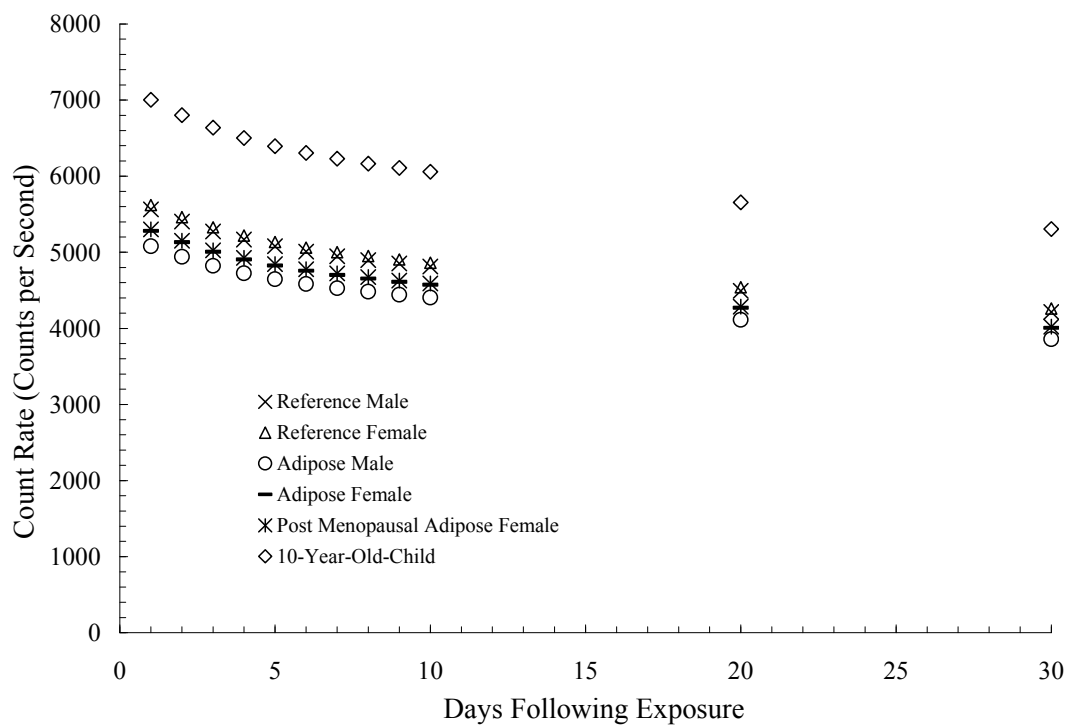 8000
7000
6000
5000
4000
3000
2000
1000
0
Count Rate (Counts per Second)
Reference Male
Reference Female
Adipose Male
Adipose Female
Post Menopausal Adipose Female
10-Year-Old-Child
0 5 10 15 20 25 30
Days Following Exposure